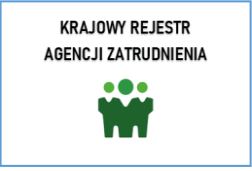 KRAJOWY REJESTR
AGENCJI ZATRUDNIENIA